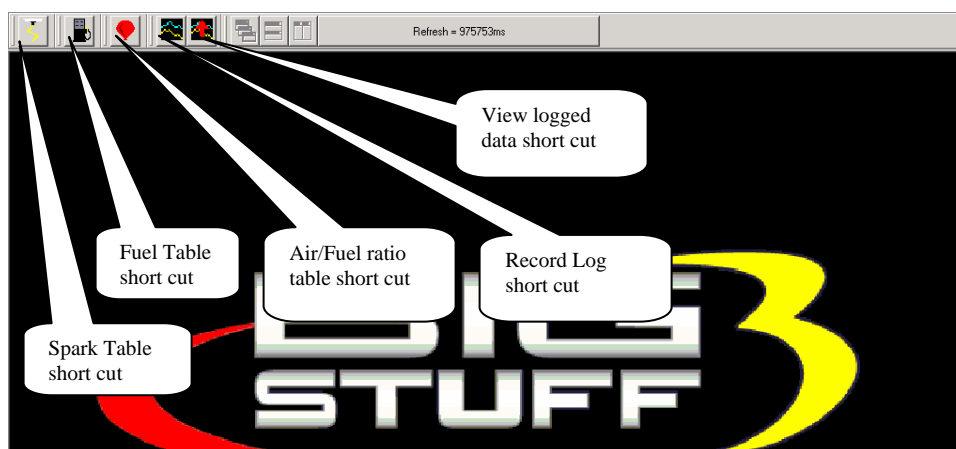 Refresh = 975753ms
View logged
data short cut
Fuel Table
short cut
Air/Fuel ratio
table short cut
Record Log
short cut
Spark Table
short cut
BIG
STUFF
3